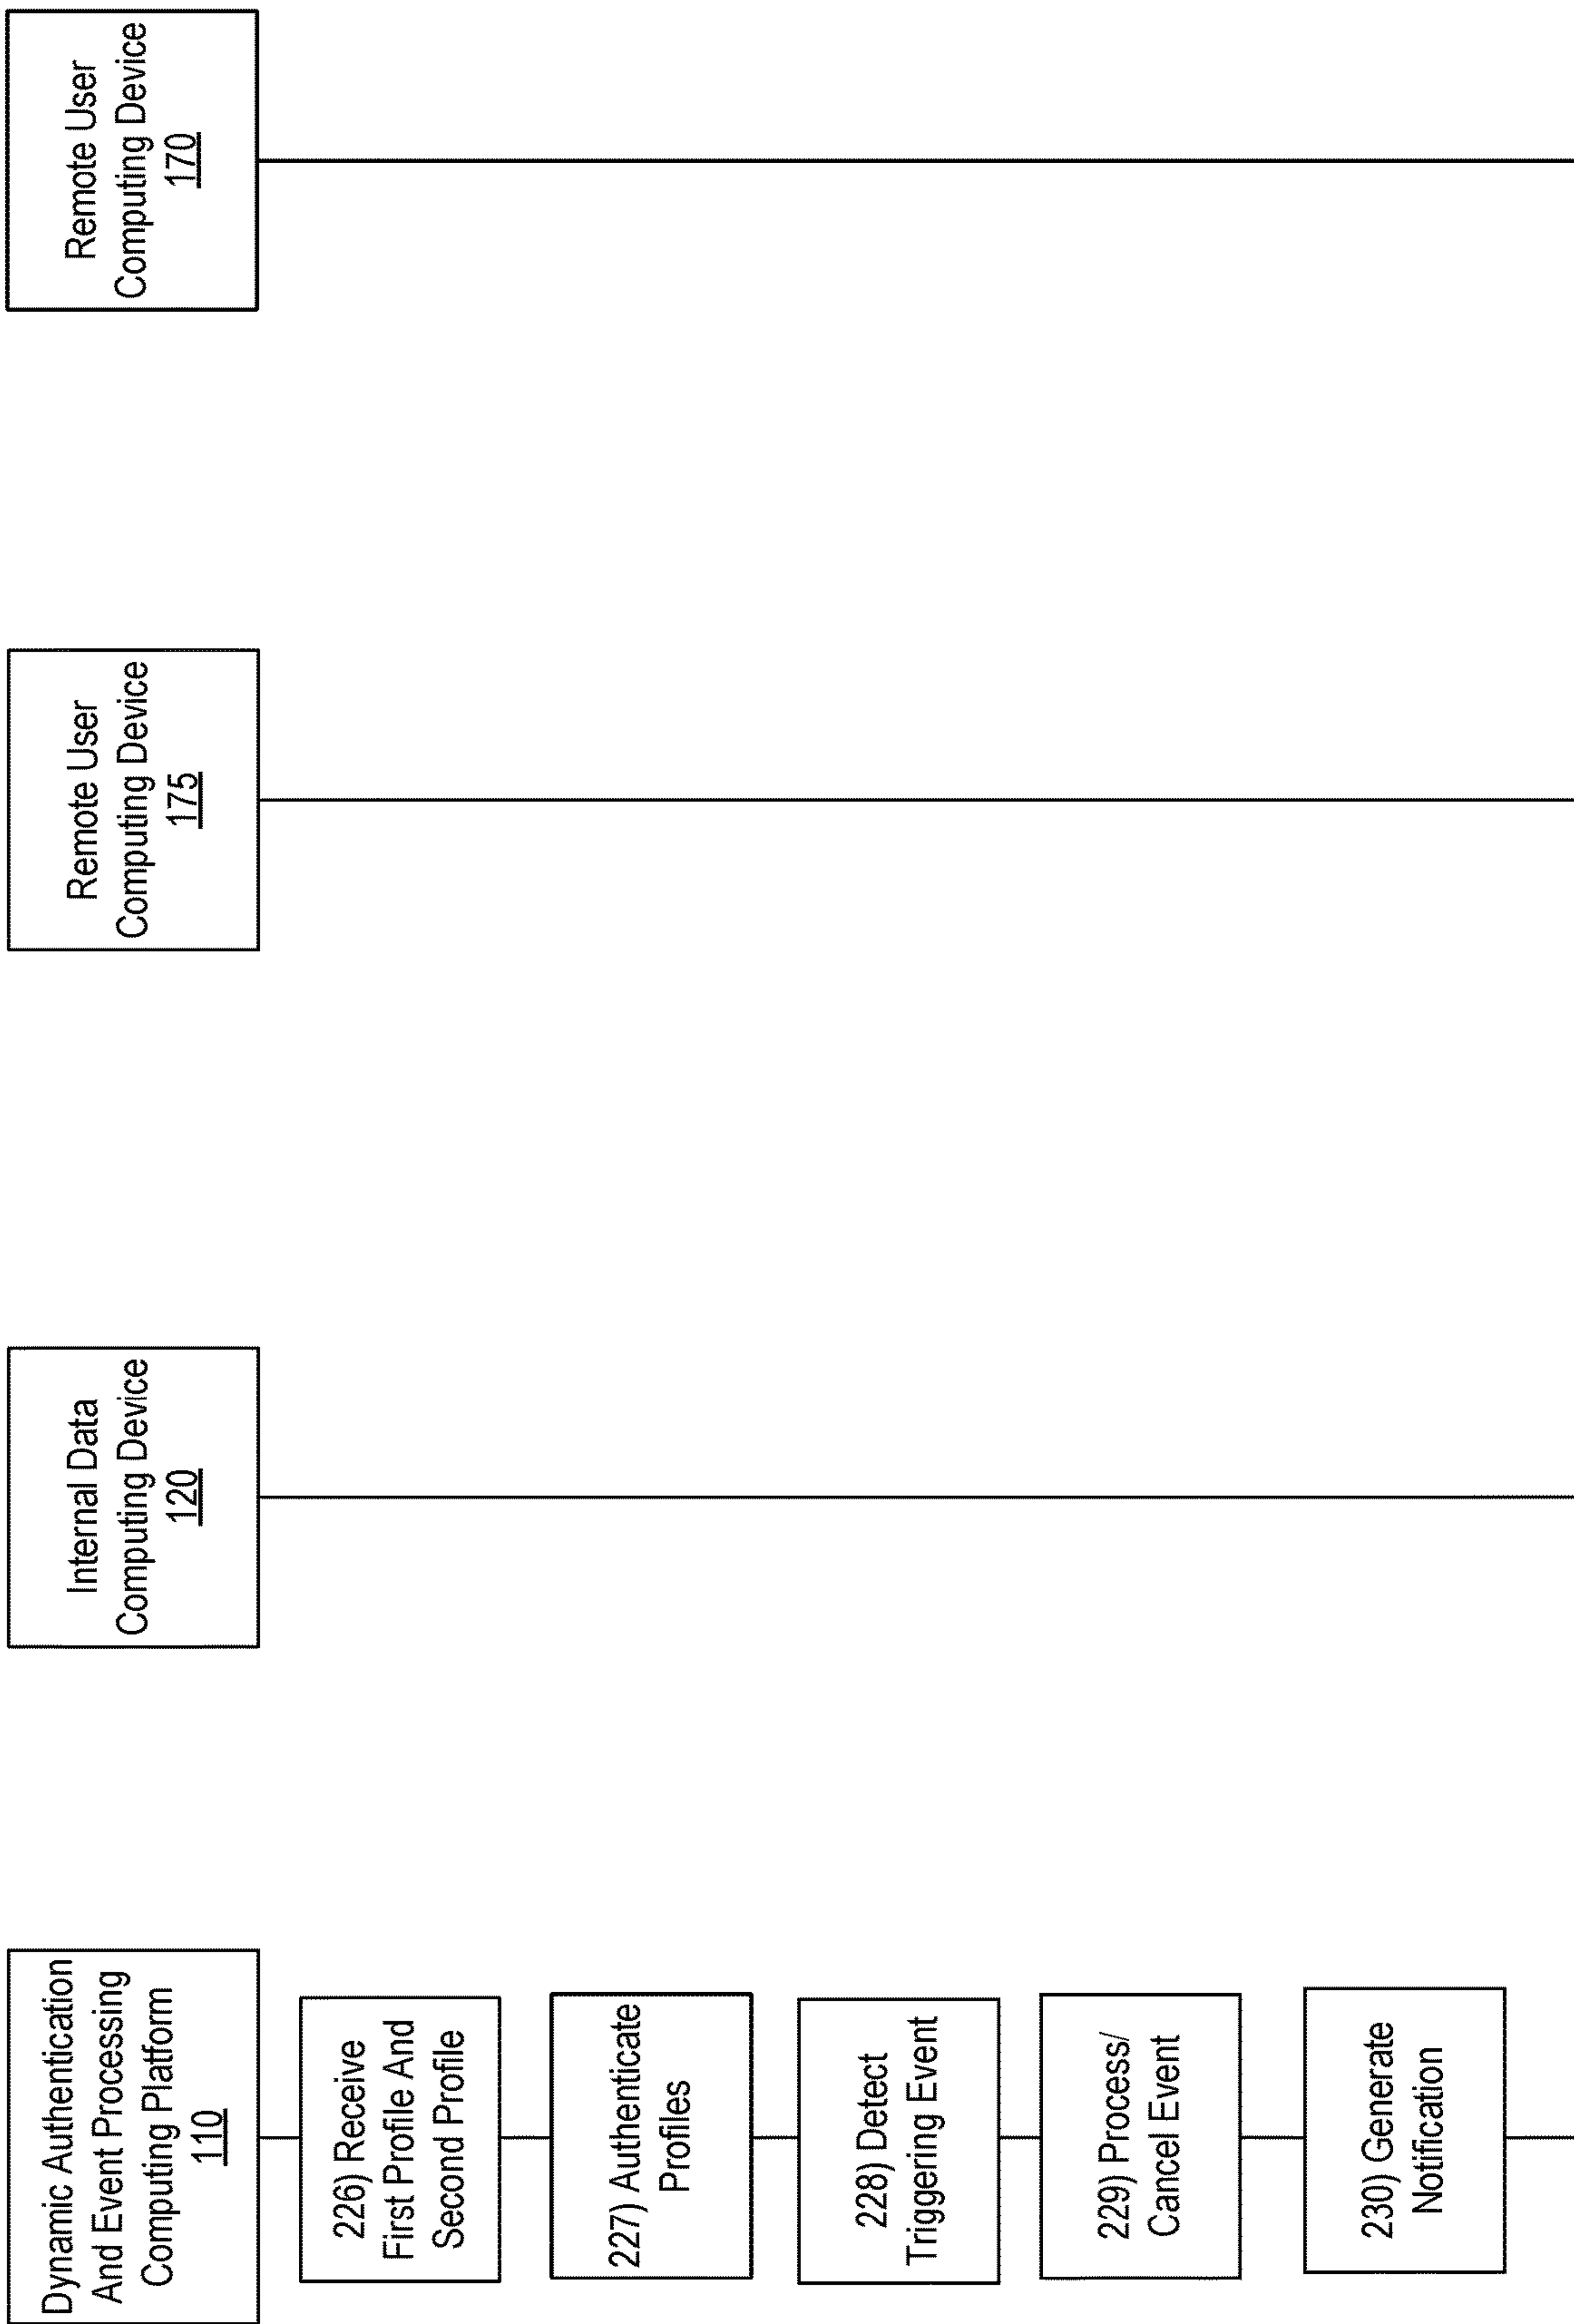 Dynamic Authentication
And Event Processing
Computing Platform
110
Internal Data
Computing Device
120
Remote User
Computing Device
175
Remote User
Computing Device
170
226) Receive
First Profile And
Second Profile
227) Authenticate
Profiles
228) Detect
Triggering Event
229) Process/
Cancel Event
230) Generate
Notification